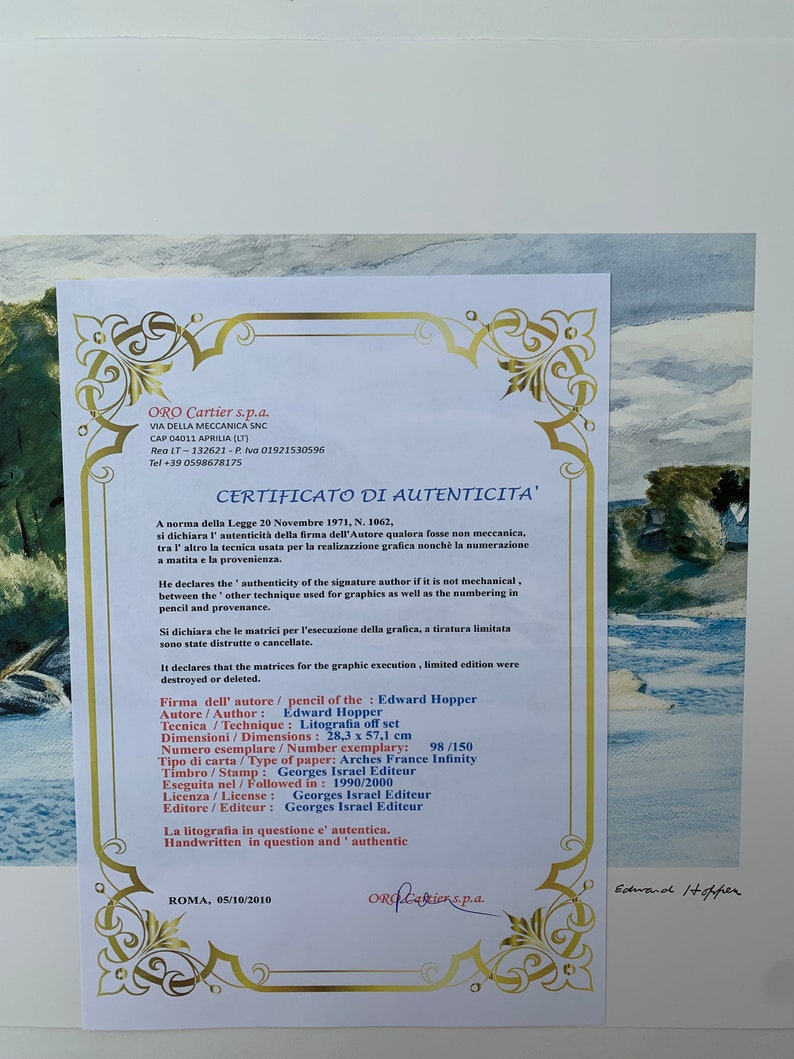 ORO Cartier s.p.a.
VIA DELLA MECCANICA SNC
CAP 04011 APRILIA (LT)
Rea LT – 132621 - P. Iva 01921530596
Tel +39 0598678175
CERTIFICATO DI AUTENTICITA'
A norma della Legge 20 Novembre 1971, N. 1062,
si dichiara l' autenticità della firma dell'Autore qualora fosse non meccanica,
tra l' altro la tecnica usata per la realizazzione grafica nonchè la numerazione
a matita e la provenienza.
He declares the ' authenticity of the signature author if it is not mechanical ,
between the ' other technique used for graphics as well as the numbering in
pencil and provenance.
Si dichiara che le matrici per l'esecuzione della grafica, a tiratura limitata
sono state distrutte o cancellate.
It declares that the matrices for the graphic execution , limited edition were
destroyed or deleted.
Firma dell' autore / pencil of the : Edward Hopper
Autore / Author : Edward Hopper
Tecnica / Technique : Litografia off set
Dimensioni / Dimensions : 28,3 x 57,1 cm
Numero esemplare / Number exemplary: 98 /150
Tipo di carta / Type of paper: Arches France Infinity
Timbro / Stamp : Georges Israel Editeur
Eseguita nel / Followed in : 1990/2000
Licenza / License : Georges Israel Editeur
Editore / Editeur : Georges Israel Editeur
La litografia in questione e' autentica.
Handwritten in question and ' authentic
ROMA, 05/10/2010
ORO Cartier s.p.a.
Edward Hopper